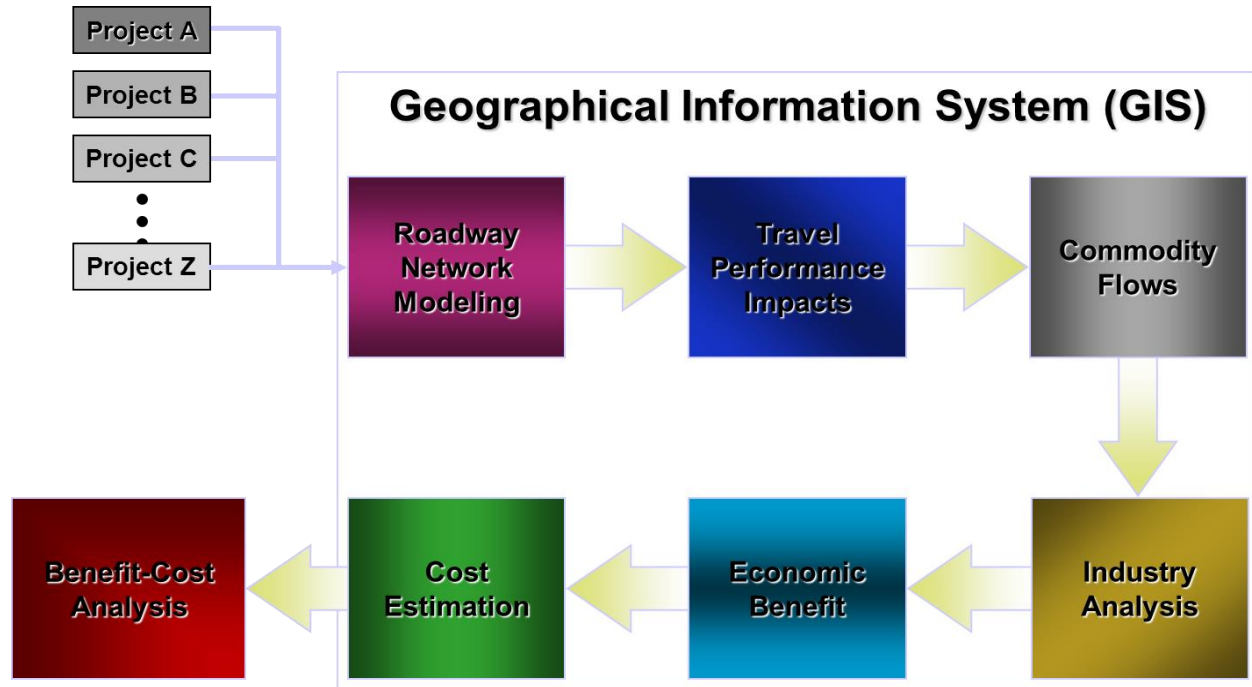 Project A
Project B
Project C
Project Z
Geographical Information System (GIS)
Roadway
Network
Modeling
Travel
Performance
Impacts
Commodity
Flows
Industry
Analysis
Economic
Benefit
Cost
Estimation
Benefit-Cost
Analysis